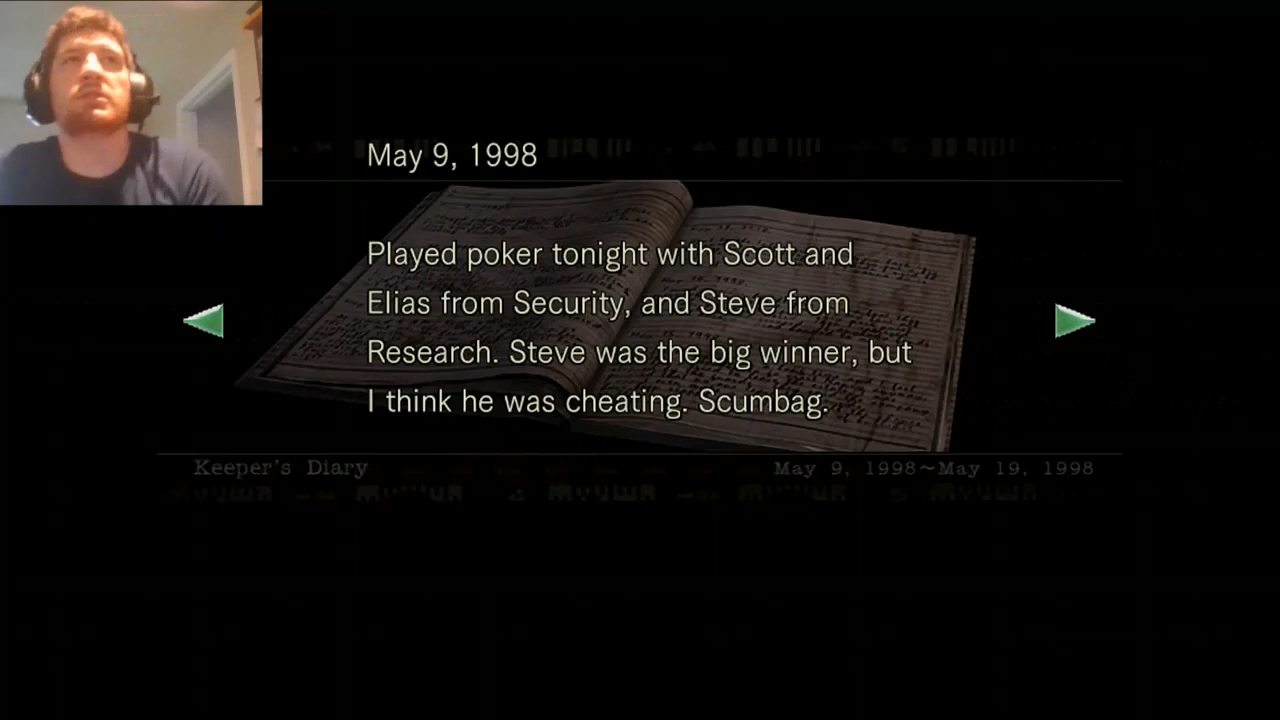 May 9, 1998
Played poker tonight with Scott and
Elias from Security, and Steve from
Research. Steve was the big winner, but
I think he was cheating. Scumbag.
Keeper's Diary
May 9, 1998~May 19, 1998